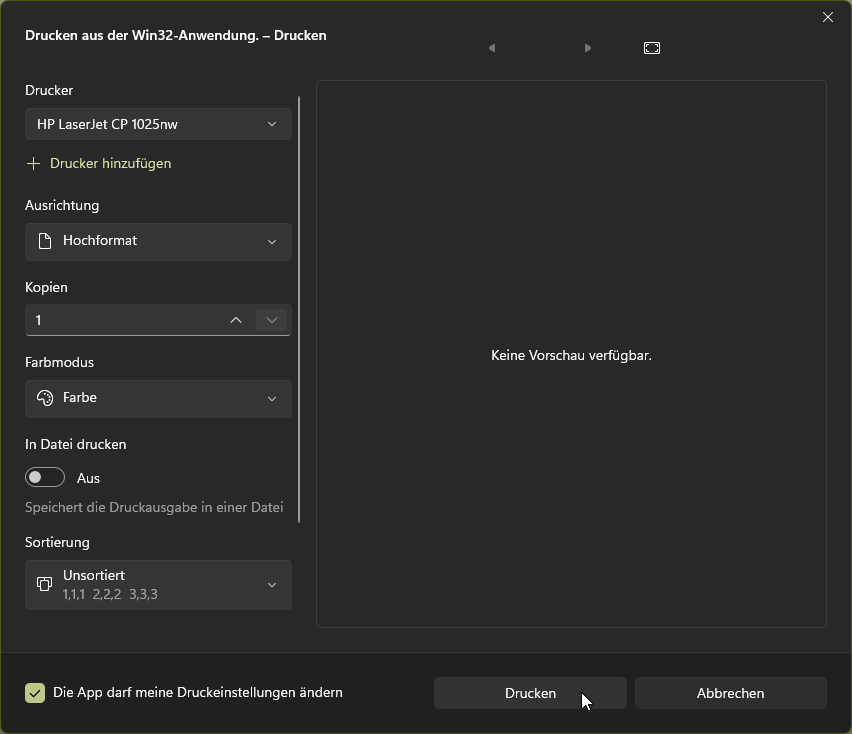 Drucken aus der Win32-Anwendung. – Drucken
Drucker
HP LaserJet CP 1025nw
Drucker hinzufügen
Ausrichtung
Hochformat
Kopien
1
Farbmodus
Farbe
In Datei drucken
Aus
Speichert die Druckausgabe in einer Datei
Sortierung
Unsortiert
1,1,1 2,2,2 3,3,3
Keine Vorschau verfügbar.
Die App darf meine Druckeinstellungen ändern
Drucken
Abbrechen